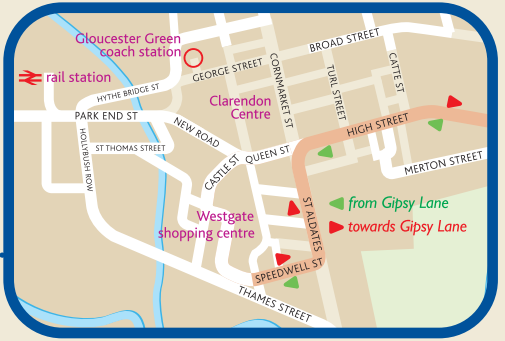 Gloucester Green
coach station
BROAD STREET
GEORGE STREET
rail station
HYTHE BRIDGE ST
CORNMARKET ST
TURL STREET
CATTE ST
Clarendon
Centre
PARK END ST
NEW ROAD
HIGH STREET
HOLLYBUSH ROW
ST THOMAS STREET
CASTLE ST
QUEEN ST
MERTON STREET
from Gipsy Lane
towards Gipsy Lane
Westgate
shopping centre
ST ALDATES
SPEEDWELL ST
THAMES STREET